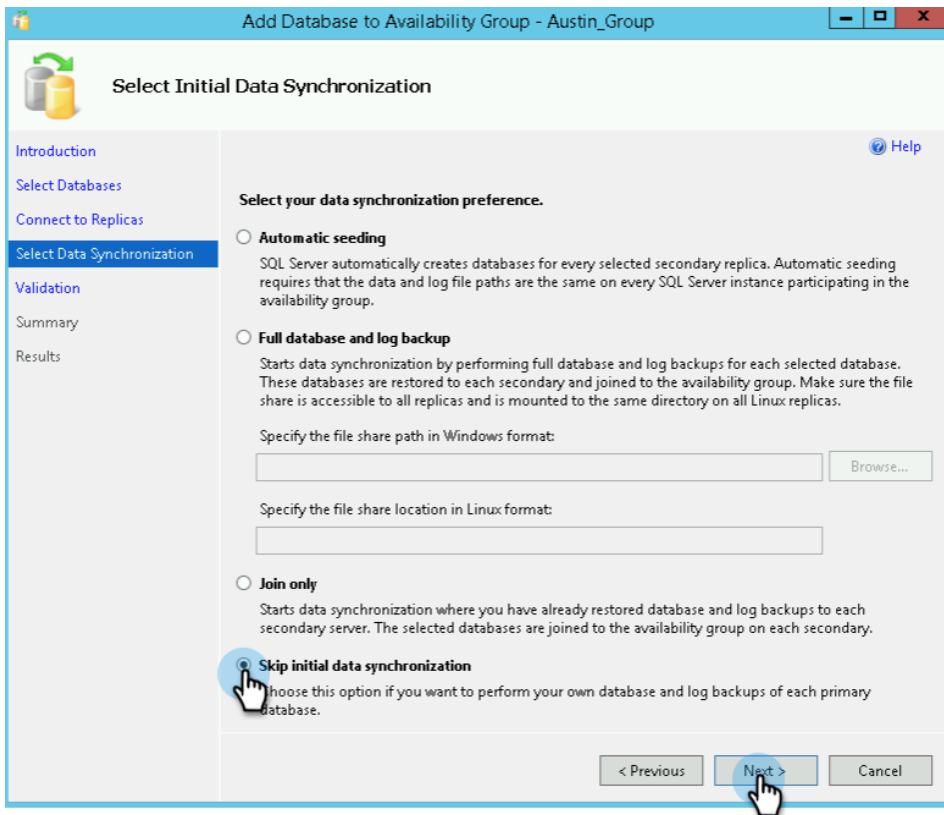 Add Database to Availability Group - Austin_Group
x
Select Initial Data Synchronization
Introduction
Select Databases
Connect to Replicas
Select Data Synchronization
Validation
Summary
Results
Help
Select your data synchronization preference.
Automatic seeding
SQL Server automatically creates databases for every selected secondary replica. Automatic seeding
requires that the data and log file paths are the same on every SQL Server instance participating in the
availability group.
Full database and log backup
Starts data synchronization by performing full database and log backups for each selected database.
These databases are restored to each secondary and joined to the availability group. Make sure the file
share is accessible to all replicas and is mounted to the same directory on all Linux replicas.
Specify the file share path in Windows format:
Browse...
Specify the file share location in Linux format:
Join only
Starts data synchronization where you have already restored database and log backups to each
secondary server. The selected databases are joined to the availability group on each secondary.
Skip initial data synchronization
Choose this option if you want to perform your own database and log backups of each primary
database.
< Previous
Next >
Cancel